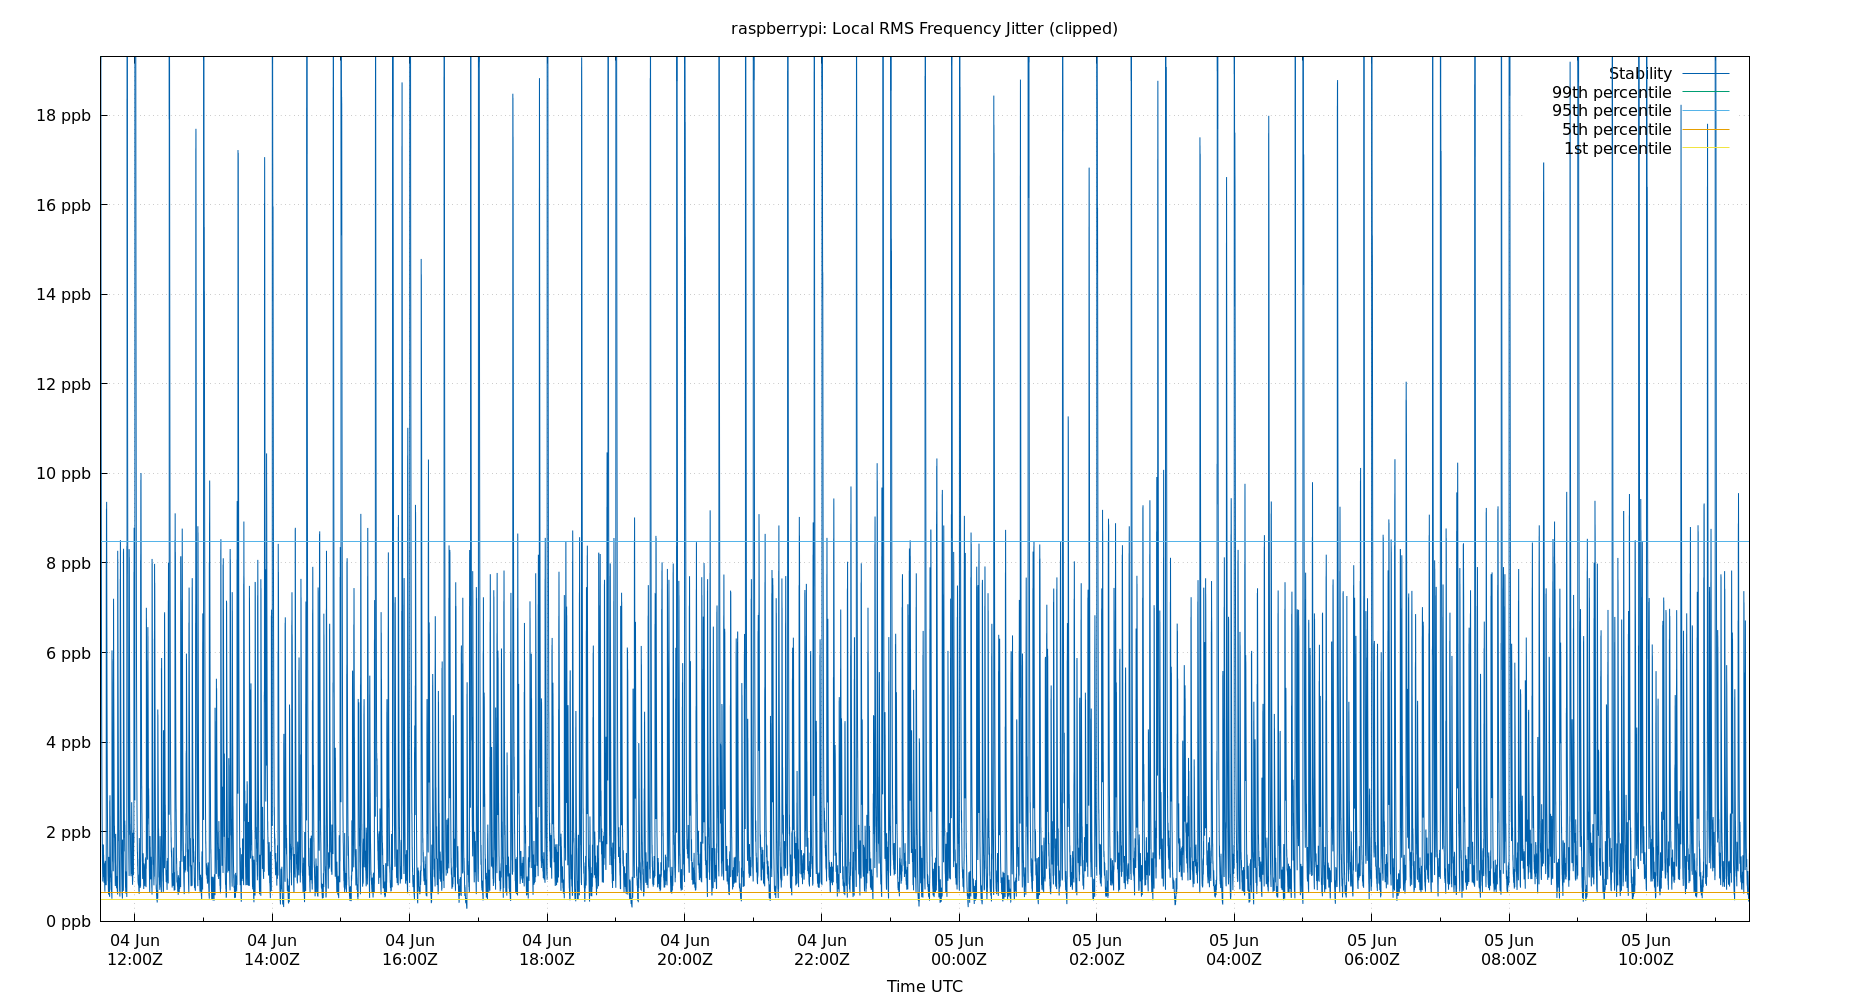 raspberrypi: Local RMS Frequency Jitter (clipped)
Stability
99th percentile
95th percentile
5th percentile
1st percentile
18 ppb
16 ppb
14 ppb
12 ppb
10 ppb
8 ppb
6 ppb
4 ppb
2 ppb
0 ppb
04 Jun 04 Jun 04 Jun 04 Jun 04 Jun 04 Jun 05 Jun 05 Jun 05 Jun 05 Jun 05 Jun 05 Jun
12:00Z 14:00Z 16:00Z 18:00Z 20:00Z 22:00Z 00:00Z 02:00Z 04:00Z 06:00Z 08:00Z 10:00Z
Time UTC